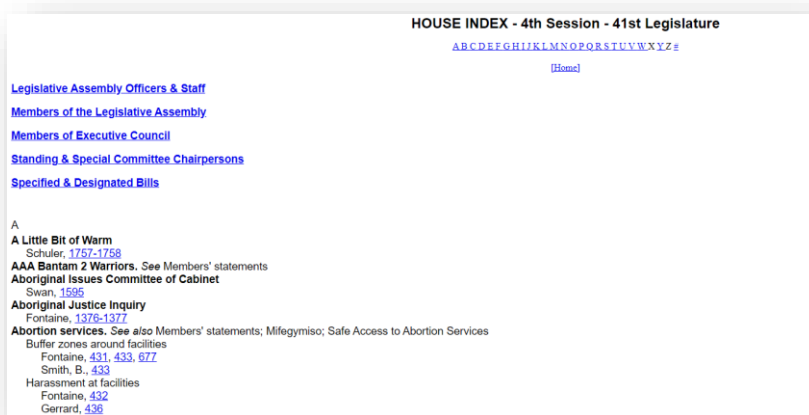 HOUSE INDEX - 4th Session - 41st Legislature
A B C D E F G H I J K L M N O P Q R S T U V W X Y Z #
[Home]
Legislative Assembly Officers & Staff
Members of the Legislative Assembly
Members of Executive Council
Standing & Special Committee Chairpersons
Specified & Designated Bills
A
A Little Bit of Warm
Schuler, 1757-1758
AAA Bantam 2 Warriors. See Members' statements
Aboriginal Issues Committee of Cabinet
Swan, 1595
Aboriginal Justice Inquiry
Fontaine, 1376-1377
Abortion services. See also Members' statements; Mifegymiso; Safe Access to Abortion Services
Buffer zones around facilities
Fontaine, 431, 433, 677
Smith, B., 433
Harassment at facilities
Fontaine, 432
Gerrard, 436